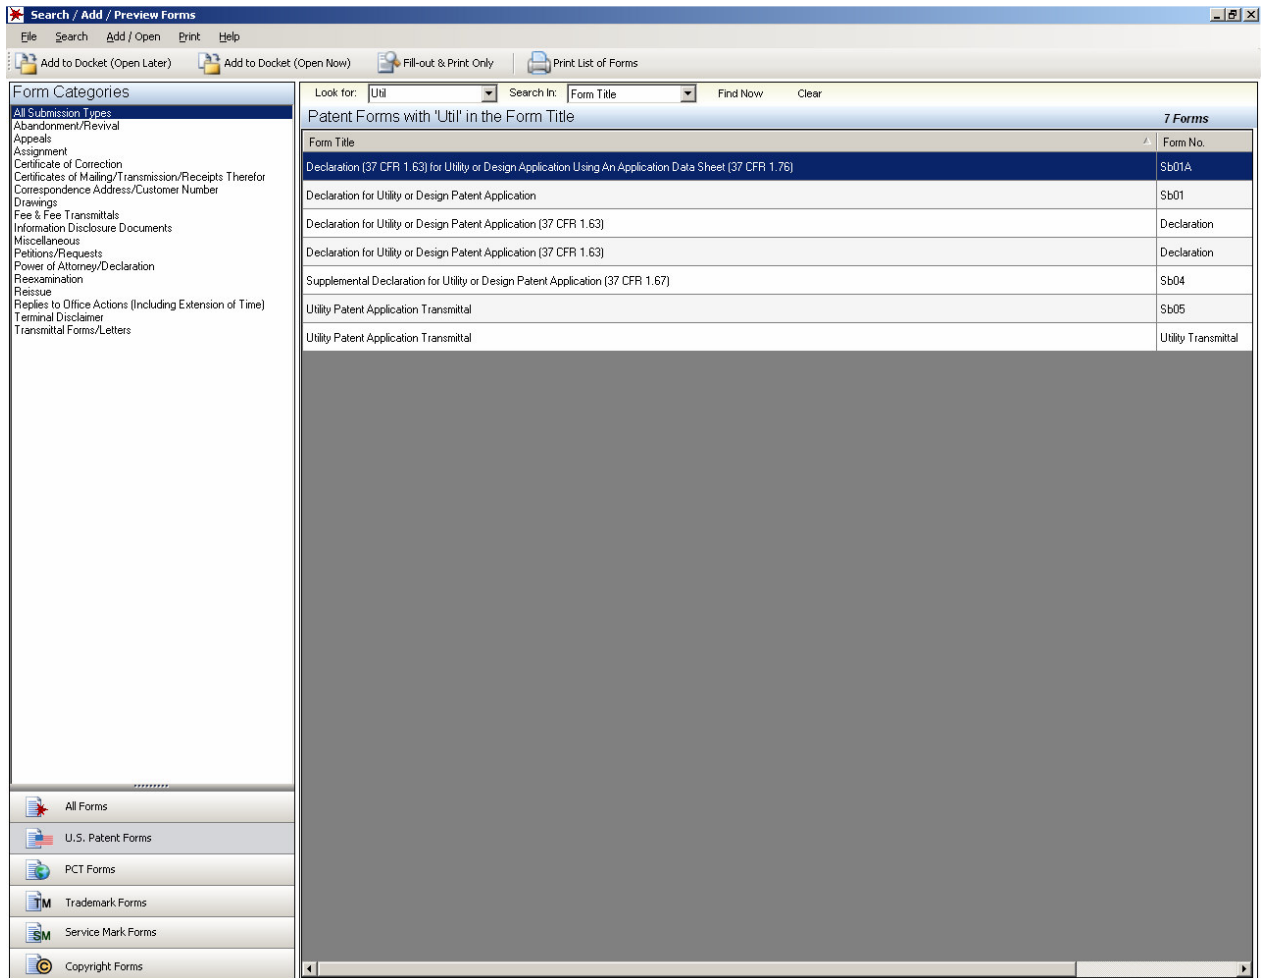 Search / Add / Preview Forms
File Search Add / Open Print Help
Add to Docket (Open Later) Add to Docket (Open Now) Fill-out & Print Only Print List of Forms
Form Categories
All Submission Types
Abandonment/Revival
Appeals
Assignment
Certificate of Correction
Certificates of Mailing/Transmission/Receipts Therefor
Correspondence Address/Customer Number
Drawings
Fee & Fee Transmittals
Information Disclosure Documents
Miscellaneous
Petitions/Requests
Power of Attorney/Declaration
Reexamination
Reissue
Replies to Office Actions (Including Extension of Time)
Terminal Disclaimer
Transmittal Forms/Letters
All Forms
U.S. Patent Forms
PCT Forms
TM Trademark Forms
SM Service Mark Forms
© Copyright Forms
Look for: Util Search In: Form Title Find Now Clear
Patent Forms with 'Util' in the Form Title 7 Forms
Form Title Form No.
Declaration (37 CFR 1.63) for Utility or Design Application Using An Application Data Sheet (37 CFR 1.76) Sb01A
Declaration for Utility or Design Patent Application Sb01
Declaration for Utility or Design Patent Application (37 CFR 1.63) Declaration
Declaration for Utility or Design Patent Application (37 CFR 1.63) Declaration
Supplemental Declaration for Utility or Design Patent Application (37 CFR 1.67) Sb04
Utility Patent Application Transmittal Sb05
Utility Patent Application Transmittal Utility Transmittal